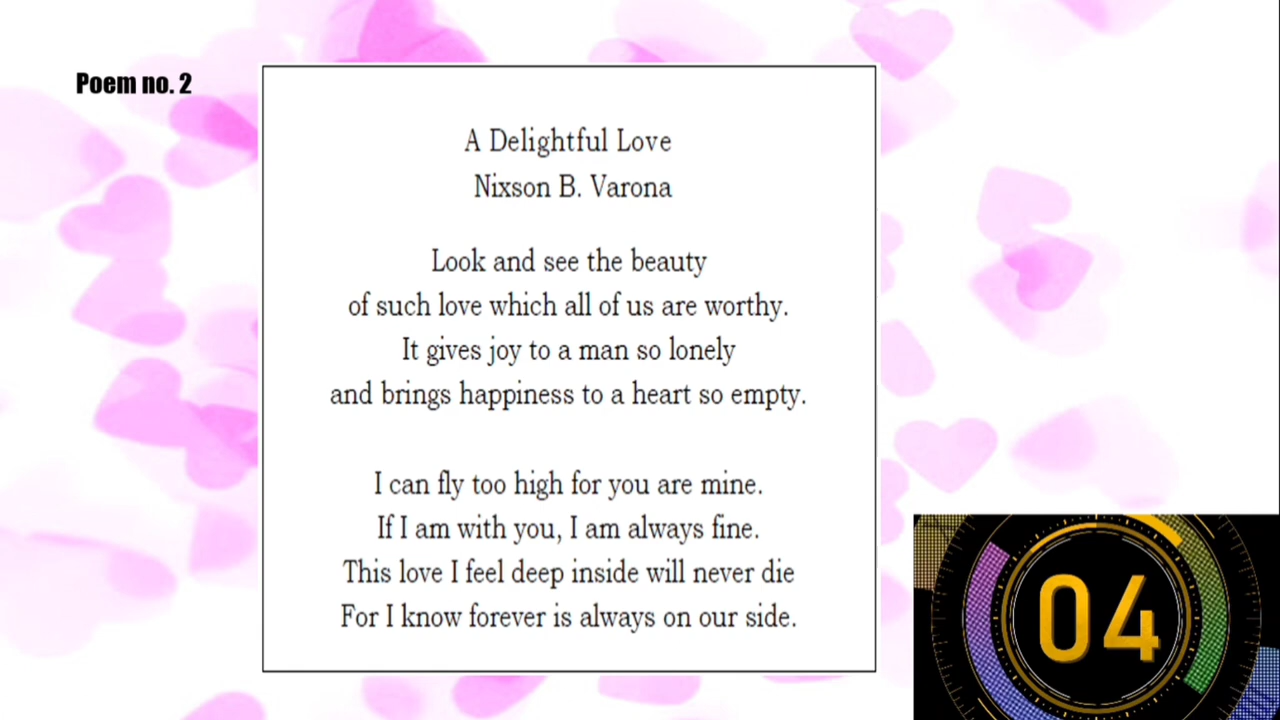 Poem no. 2
A Delightful Love
Nixson B. Varona
Look and see the beauty
of such love which all of us are worthy.
It gives joy to a man so lonely
and brings happiness to a heart so empty.
I can fly too high for you are mine.
If I am with you, I am always fine.
This love I feel deep inside will never die
For I know forever is always on our side.
04